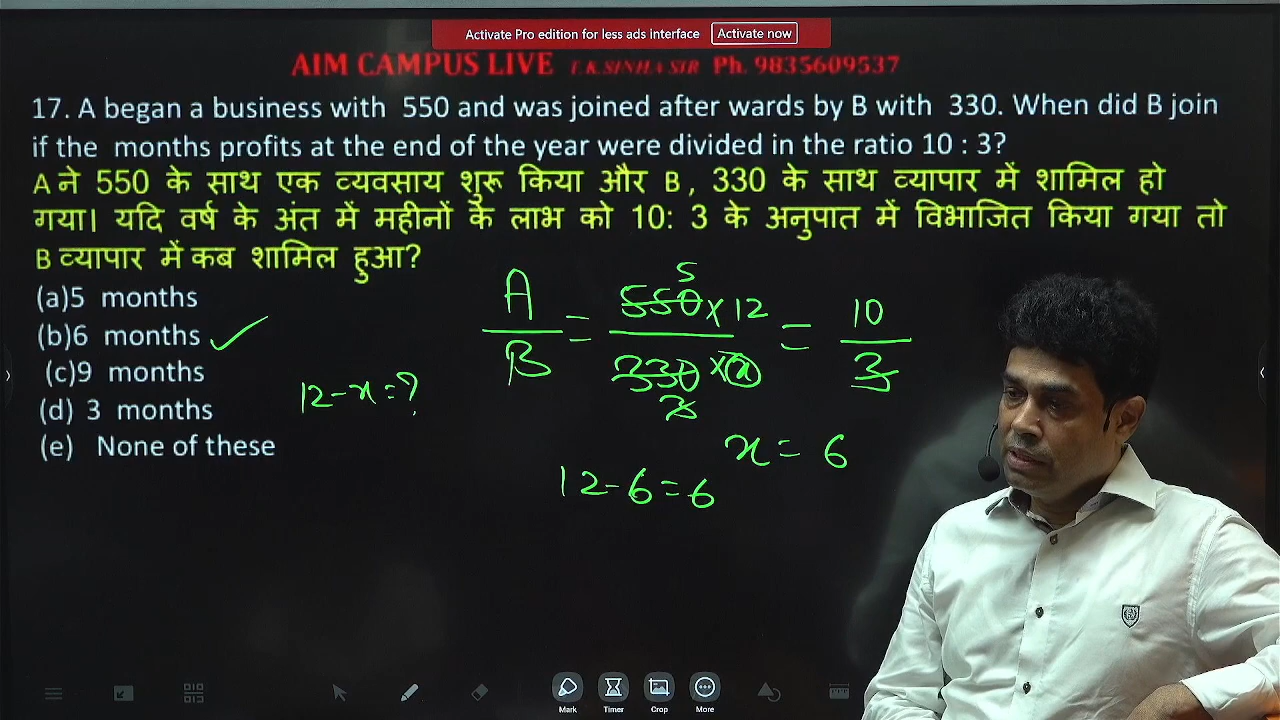 Activate Pro edition for less ads interface Activate now
AIM CAMPUS LIVE T.K.SINHA SIR Ph. 9835609537
17. A began a business with 550 and was joined after wards by B with 330. When did B join
if the months profits at the end of the year were divided in the ratio 10 : 3?
A ने 550 के साथ एक व्यवसाय शुरू किया और B , 330 के साथ व्यापार में शामिल हो
गया। यदि वर्ष के अंत में महीनों के लाभ को 10: 3 के अनुपात में विभाजित किया गया तो
B व्यापार में कब शामिल हुआ?
(a)5 months
(b)6 months
(c)9 months
(d) 3 months
(e) None of these
12-x=?
5
A/B = 550×12/330×x = 10/3
3
x = 6
12-6=6
Mark Timer Crop More